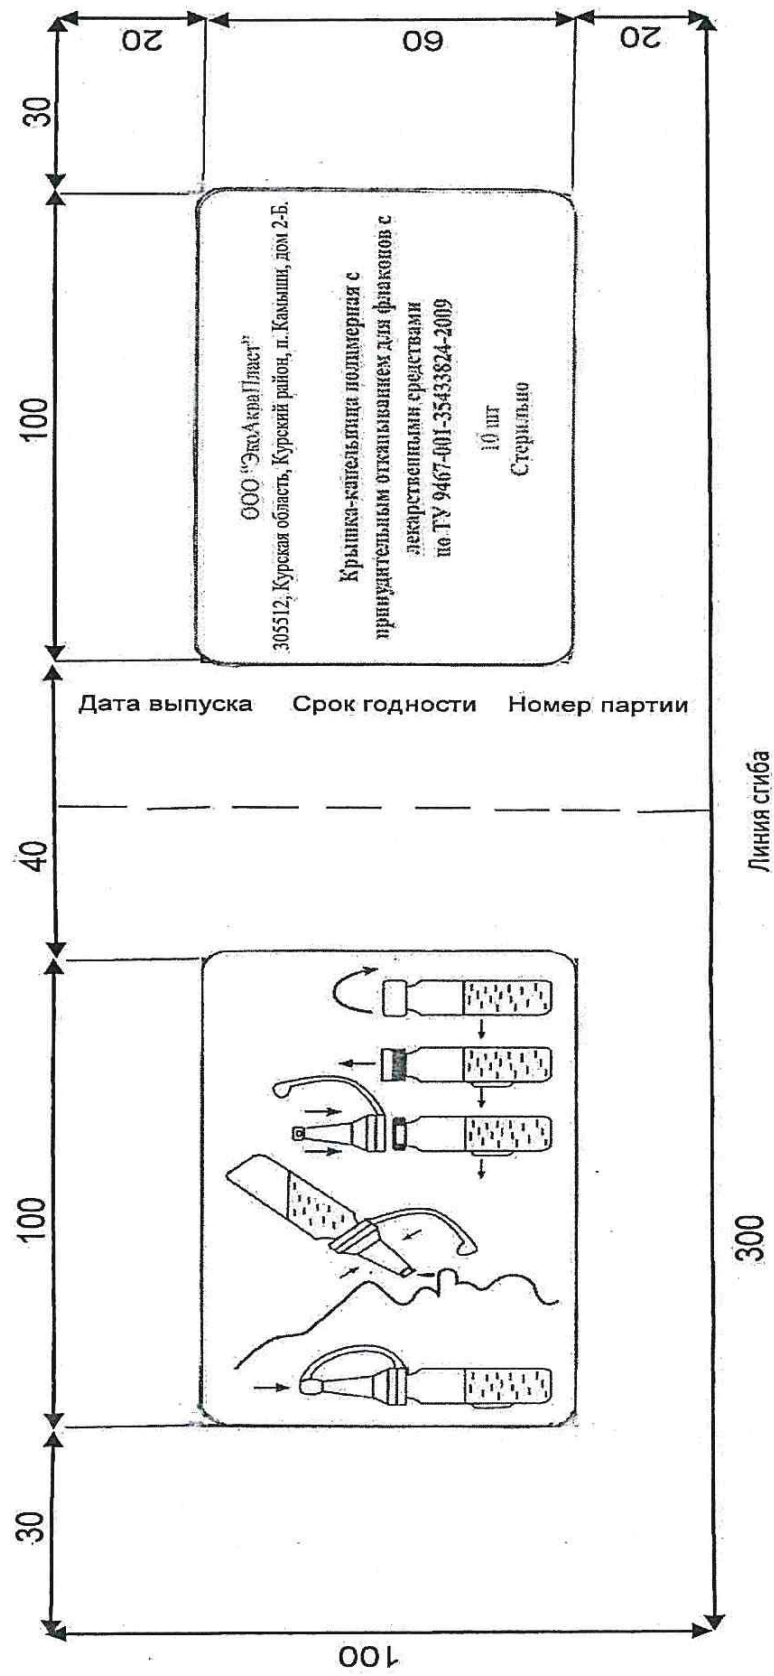 20
60
20
30
100
40
100
30
100
300
ООО "ЭкоАкваПласт"
305512, Курская область, Курский район, п. Камыши, дом 2-Б.
Крышка-капельница полимерная с
принудительным откапыванием для флаконов с
лекарственными средствами
по ТУ 9467-001-35433824-2009
10 шт
Стерильно
Дата выпуска Срок годности Номер партии
Линия сгиба